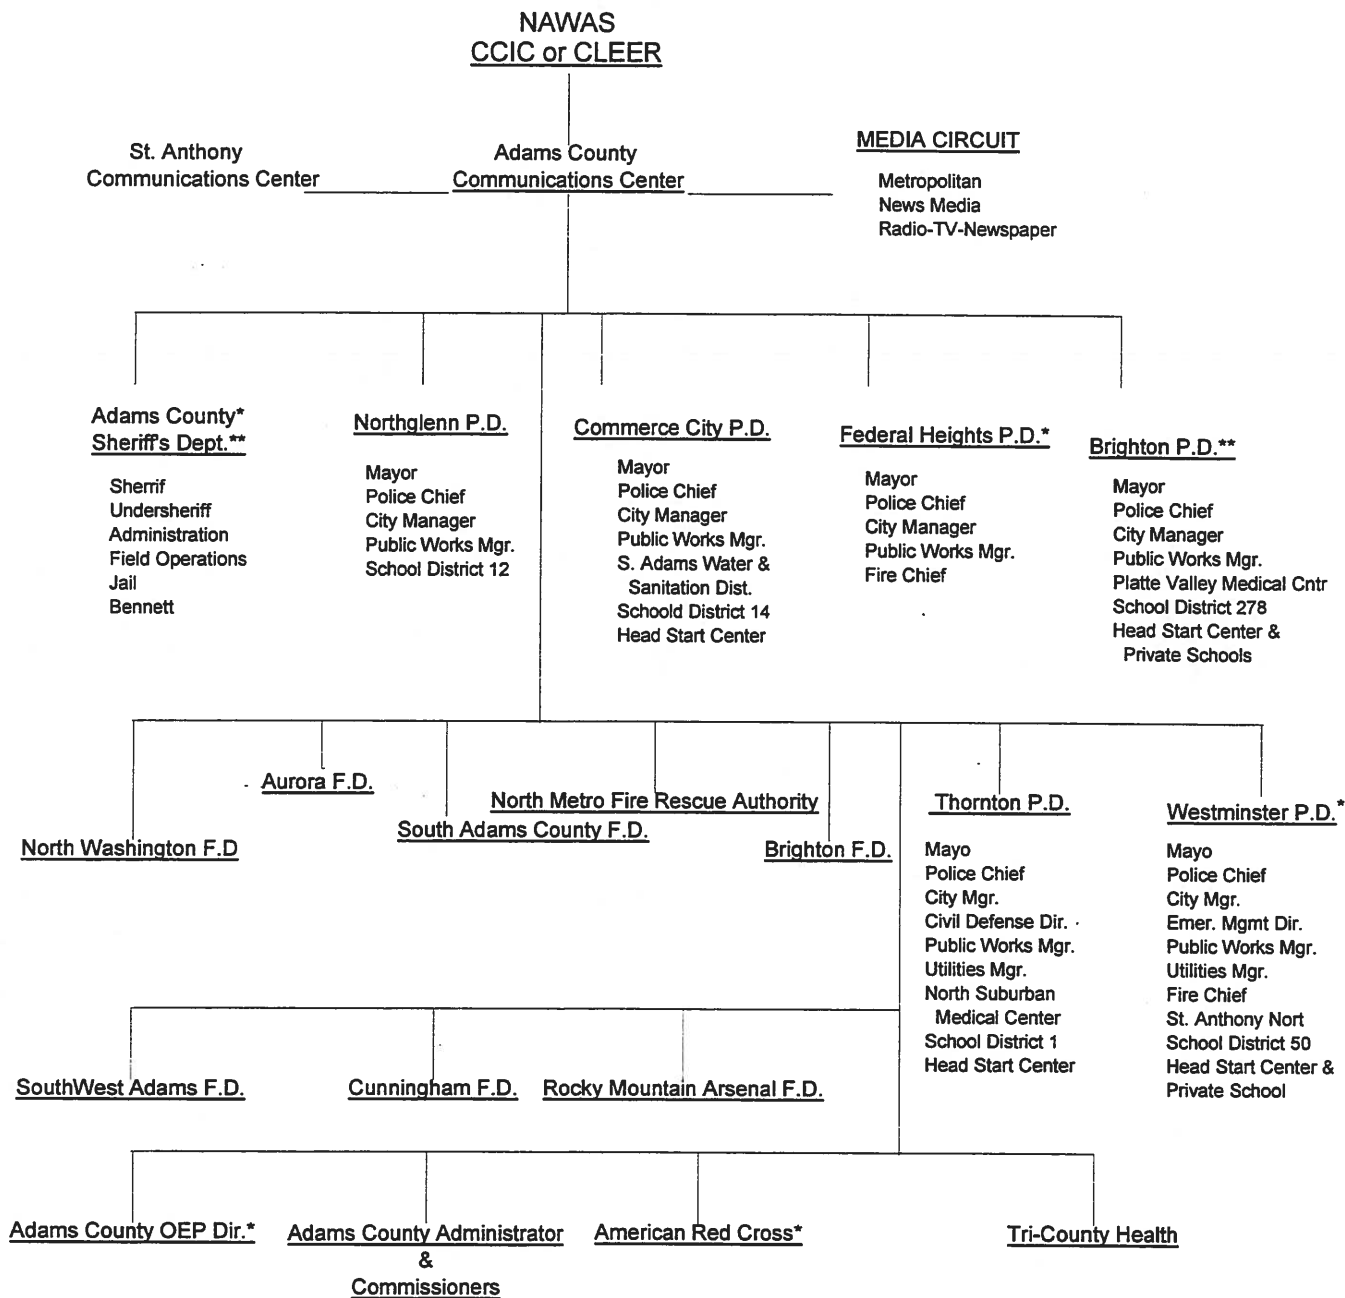 NAWAS
CCIC or CLEER
St. Anthony
Communications Center
Adams County
Communications Center
MEDIA CIRCUIT
Metropolitan
News Media
Radio-TV-Newspaper
Adams County*
Sheriff's Dept.**
Sherrif
Undersheriff
Administration
Field Operations
Jail
Bennett
Northglenn P.D.
Mayor
Police Chief
City Manager
Public Works Mgr.
School District 12
Commerce City P.D.
Mayor
Police Chief
City Manager
Public Works Mgr.
S. Adams Water &
Sanitation Dist.
Schoold District 14
Head Start Center
Federal Heights P.D.*
Mayor
Police Chief
City Manager
Public Works Mgr.
Fire Chief
Brighton P.D.**
Mayor
Police Chief
City Manager
Public Works Mgr.
Platte Valley Medical Cntr
School District 278
Head Start Center &
Private Schools
North Washington F.D
Aurora F.D.
South Adams County F.D.
North Metro Fire Rescue Authority
Brighton F.D.
Thornton P.D.
Mayo
Police Chief
City Mgr.
Civil Defense Dir.
Public Works Mgr.
Utilities Mgr.
North Suburban
Medical Center
School District 1
Head Start Center
Westminster P.D.*
Mayo
Police Chief
City Mgr.
Emer. Mgmt Dir.
Public Works Mgr.
Utilities Mgr.
Fire Chief
St. Anthony Nort
School District 50
Head Start Center &
Private School
SouthWest Adams F.D.
Cunningham F.D.
Rocky Mountain Arsenal F.D.
Adams County OEP Dir.*
Adams County Administrator
&
Commissioners
American Red Cross*
Tri-County Health